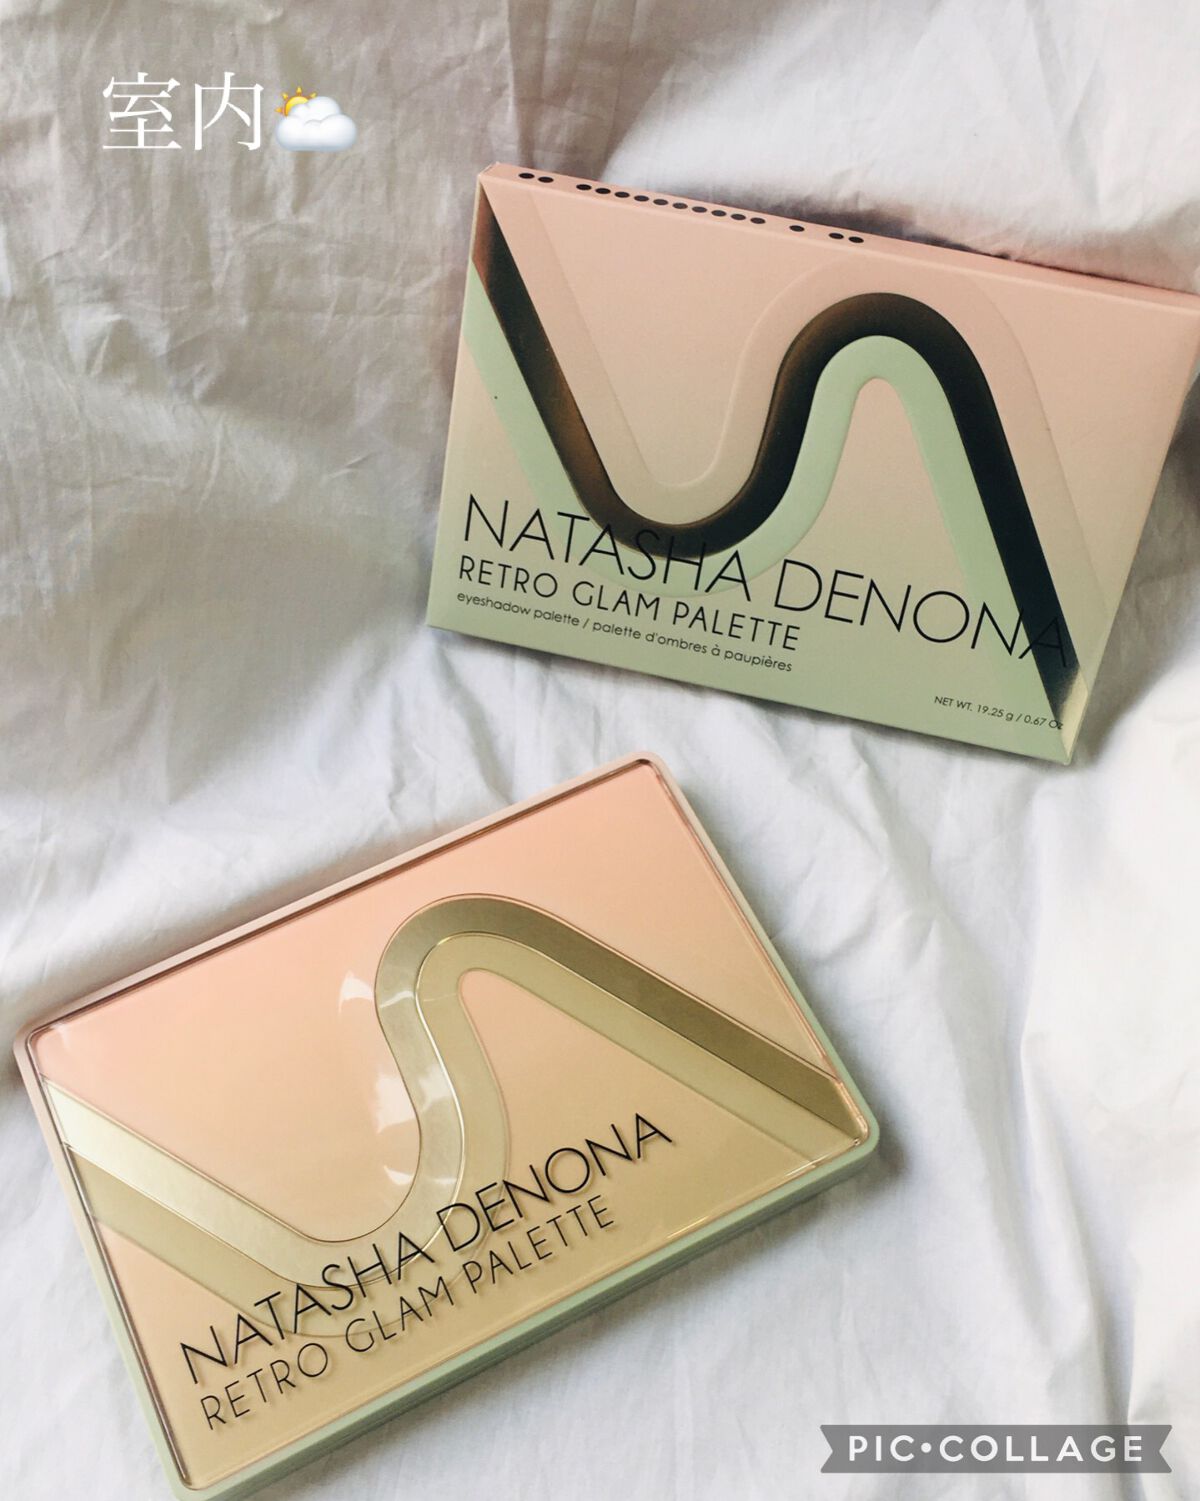 室内🌥️
NATASHA DENONA
RETRO GLAM PALETTE
eyeshadow palette / palette d'ombres à paupières
NET WT. 19.25 g / 0.67 Oz
NATASHA DENONA
RETRO GLAM PALETTE
PIC•COLLAGE